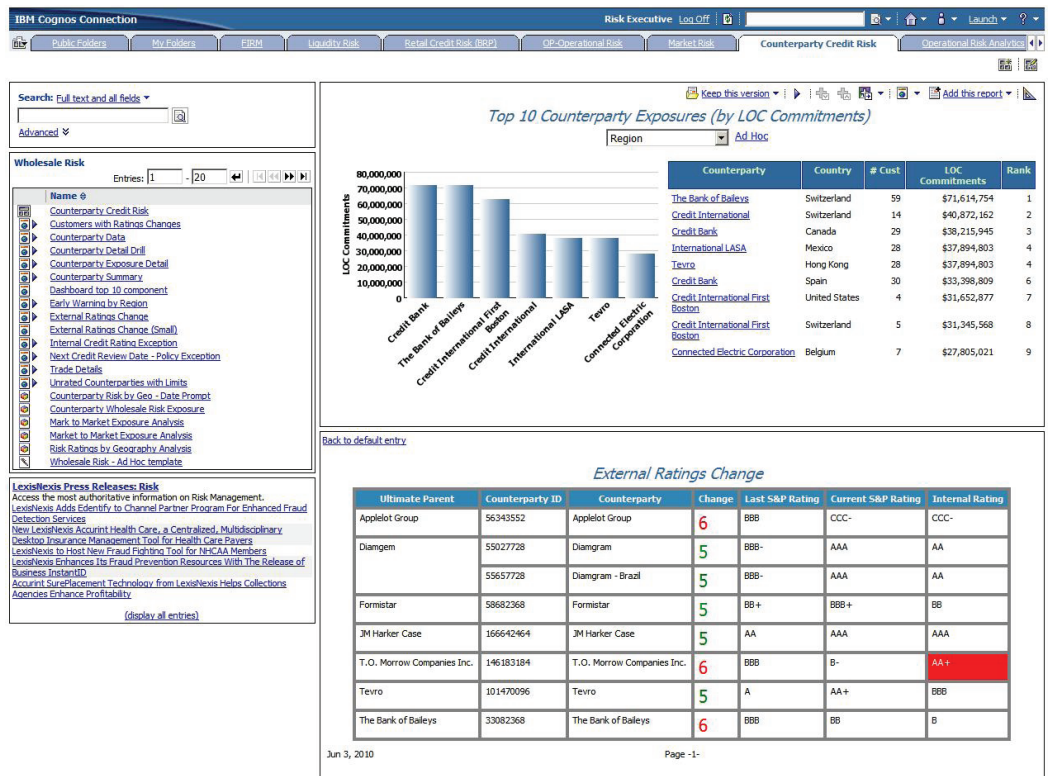 IBM Cognos Connection
Risk Executive Log Off
Launch ?
Public Folders My Folders FIRM Liquidity Risk Retail Credit Risk (BRP) OP-Operational Risk Market Risk Counterparty Credit Risk Operational Risk Analytics
Search: Full text and all fields
Advanced
Wholesale Risk
Entries: 1 - 20
Name
Counterparty Credit Risk
Customers with Ratings Changes
Counterparty Data
Counterparty Detail Drill
Counterparty Exposure Detail
Counterparty Summary
Dashboard top 10 component
Early Warning by Region
External Ratings Change
External Ratings Change (Small)
Internal Credit Rating Exception
Next Credit Review Date - Policy Exception
Trade Details
Unrated Counterparties with Limits
Counterparty Risk by Geo - Date Prompt
Counterparty Wholesale Risk Exposure
Mark to Market Exposure Analysis
Market to Market Exposure Analysis
Risk Ratings by Geography Analysis
Wholesale Risk - Ad Hoc template
LexisNexis Press Releases: Risk
Access the most authoritative information on Risk Management.
LexisNexis Adds Edentify to Channel Partner Program For Enhanced Fraud
Detection Services
New LexisNexis Accurint Health Care, a Centralized, Multidisciplinary
Desktop Insurance Management Tool for Health Care Payers
LexisNexis to Host New Fraud Fighting Tool for NHCAA Members
LexisNexis Enhances Its Fraud Prevention Resources With The Release of
Business InstantID
Accurint SurePlacement Technology from LexisNexis Helps Collections
Agencies Enhance Profitability
(display all entries)
Keep this version Add this report
Top 10 Counterparty Exposures (by LOC Commitments)
Region Ad Hoc
LOC Commitments
80,000,000
70,000,000
60,000,000
50,000,000
40,000,000
30,000,000
20,000,000
10,000,000
0
Credit Bank
The Bank of Baileys
Credit International First
Boston
Credit International
International LASA
Tevro
Connected Electric
Corporation
Counterparty Country # Cust LOC Commitments Rank
The Bank of Baileys Switzerland 59 $71,614,754 1
Credit International Switzerland 14 $40,872,162 2
Credit Bank Canada 29 $38,215,945 3
International LASA Mexico 28 $37,894,803 4
Tevro Hong Kong 28 $37,894,803 4
Credit Bank Spain 30 $33,398,809 6
Credit International First United States 4 $31,652,877 7
Boston
Credit International First Switzerland 5 $31,345,568 8
Boston
Connected Electric Corporation Belgium 7 $27,805,021 9
Back to default entry
External Ratings Change
Ultimate Parent Counterparty ID Counterparty Change Last S&P Rating Current S&P Rating Internal Rating
Applelot Group 56343552 Applelot Group 6 BBB CCC- CCC-
Diamgem 55027728 Diamgram 5 BBB- AAA AA
55657728 Diamgram - Brazil 5 BBB- AAA AA
Formistar 58682368 Formistar 5 BB+ BBB+ BB
JM Harker Case 166642464 JM Harker Case 5 AA AAA AAA
T.O. Morrow Companies Inc. 146183184 T.O. Morrow Companies Inc. 6 BBB B- AA+
Tevro 101470096 Tevro 5 A AA+ BBB
The Bank of Baileys 33082368 The Bank of Baileys 6 BBB BB B
Jun 3, 2010 Page -1-